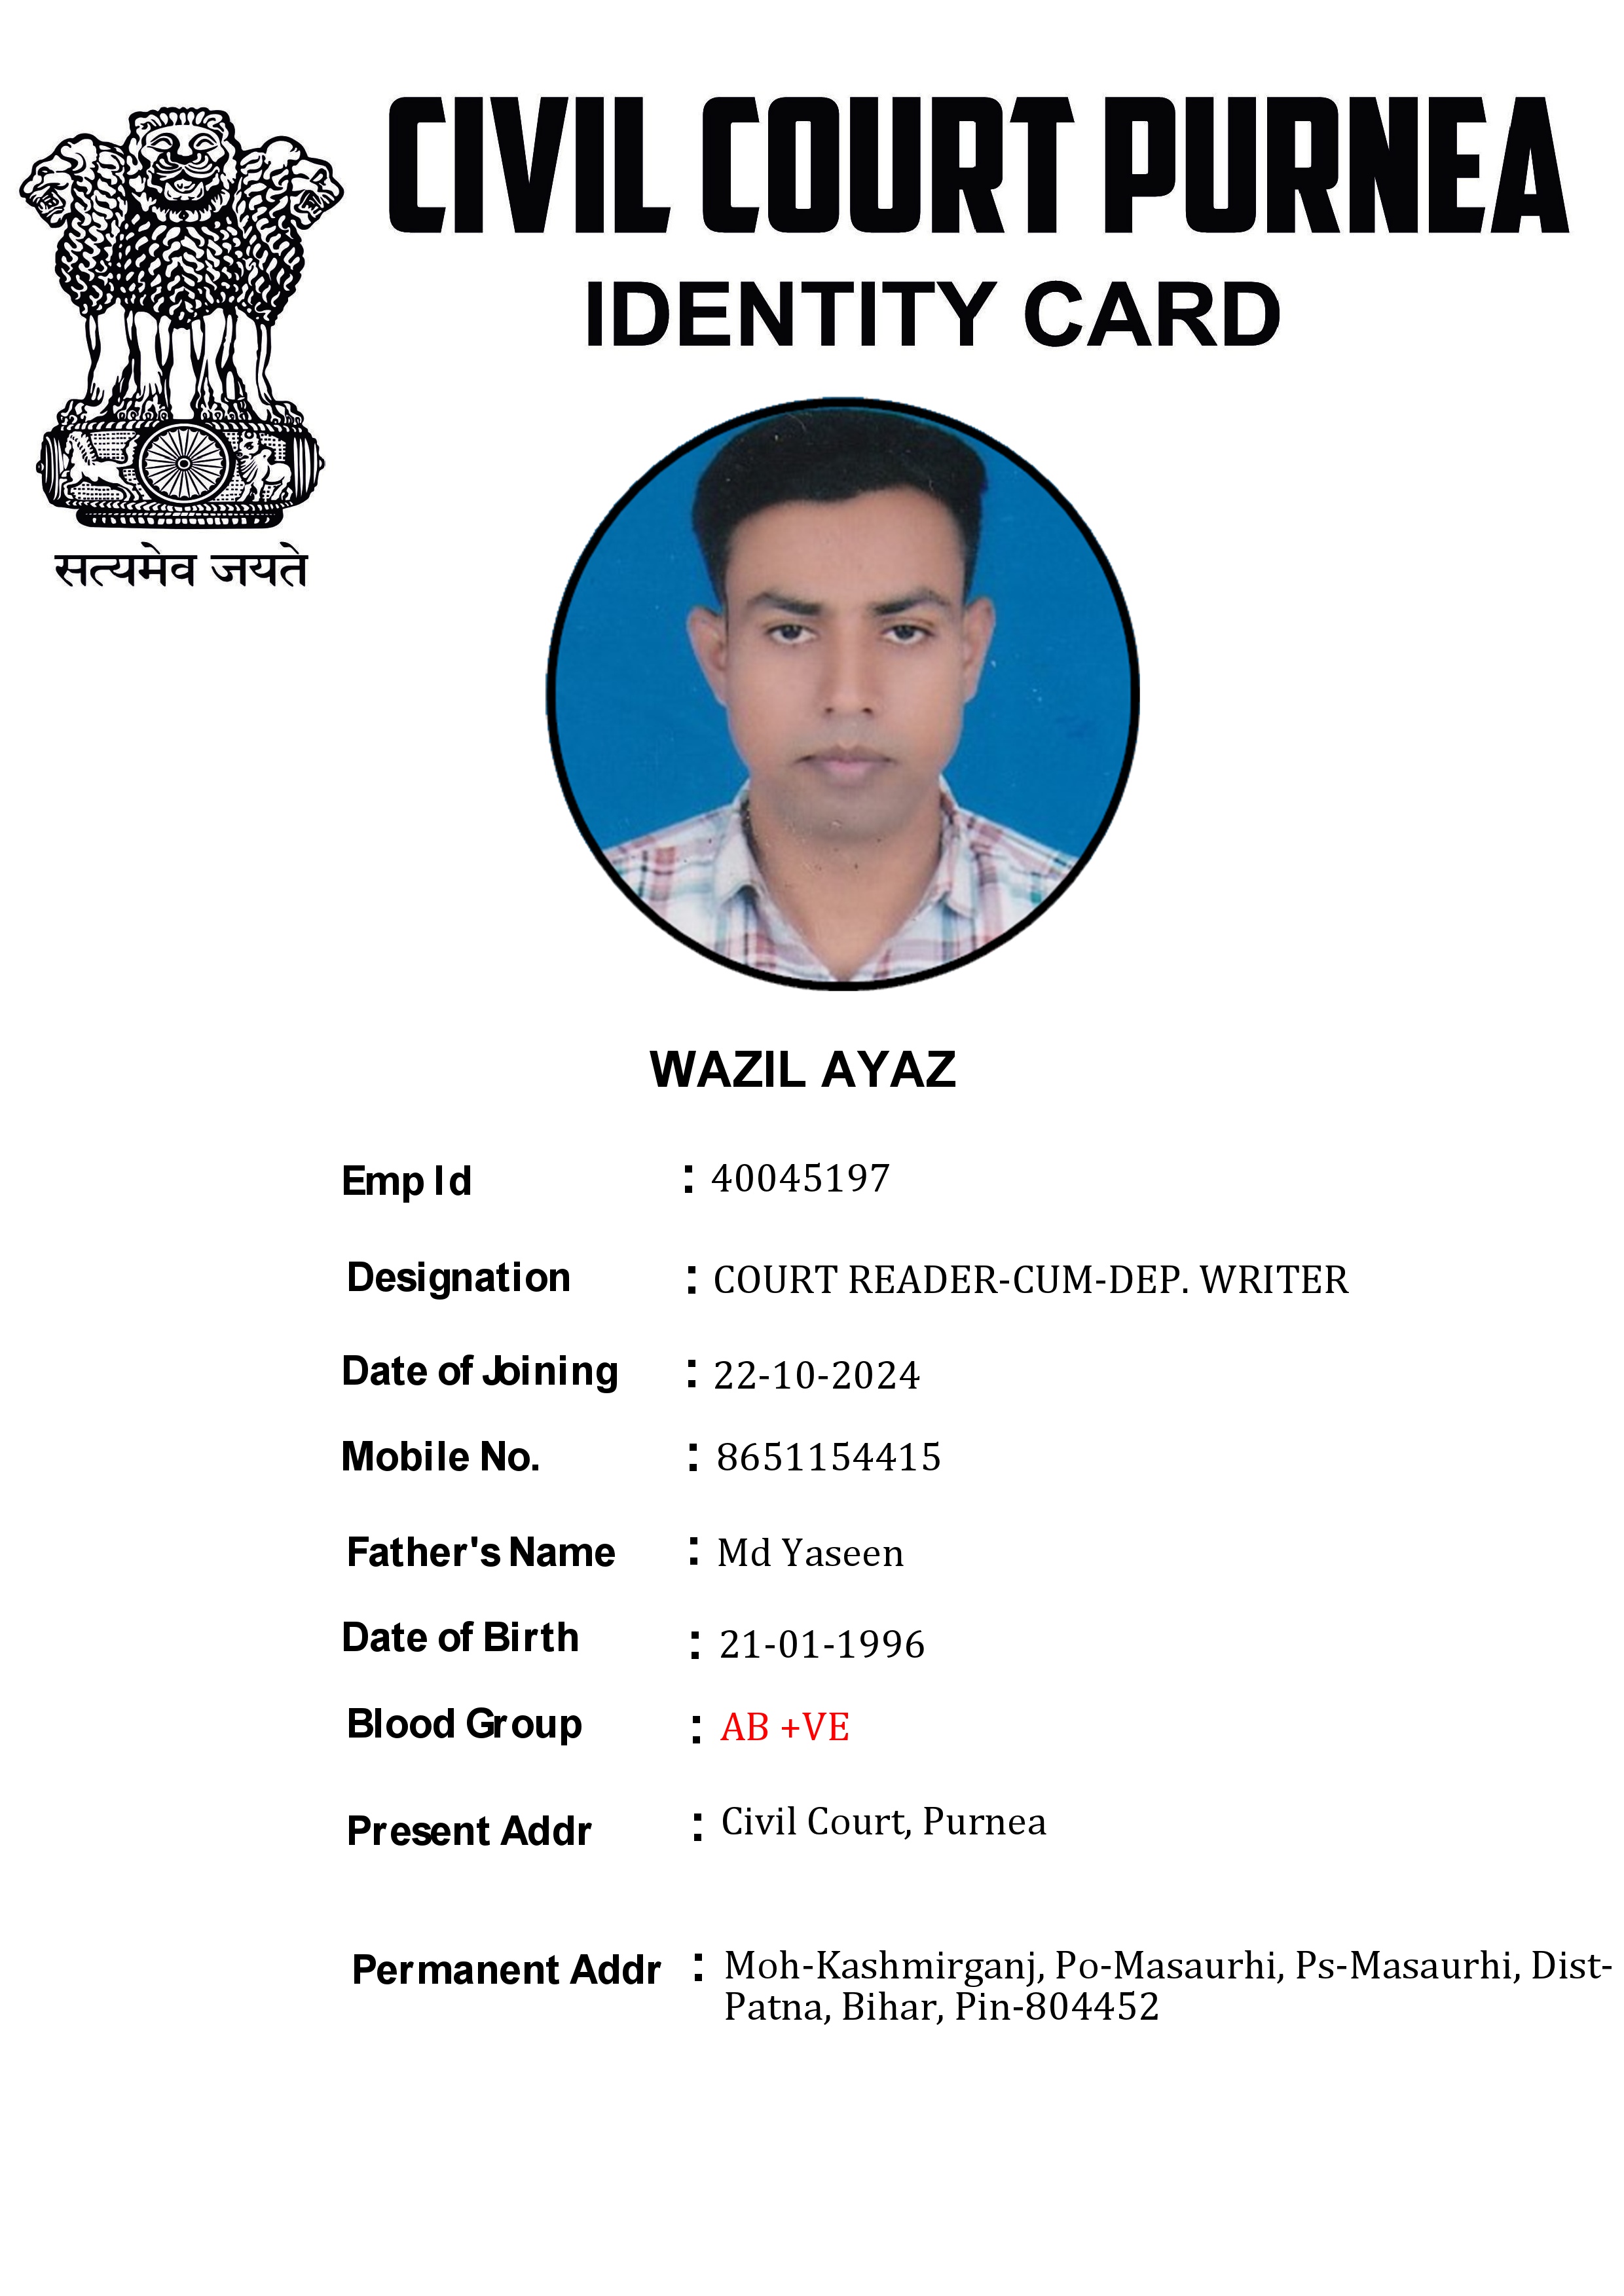 CIVIL COURT PURNEA
IDENTITY CARD
सत्यमेव जयते
WAZIL AYAZ
Emp Id : 40045197
Designation : COURT READER-CUM-DEP. WRITER
Date of Joining : 22-10-2024
Mobile No. : 8651154415
Father's Name : Md Yaseen
Date of Birth : 21-01-1996
Blood Group : AB +VE
Present Addr : Civil Court, Purnea
Permanent Addr : Moh-Kashmirganj, Po-Masaurhi, Ps-Masaurhi, Dist-
Patna, Bihar, Pin-804452